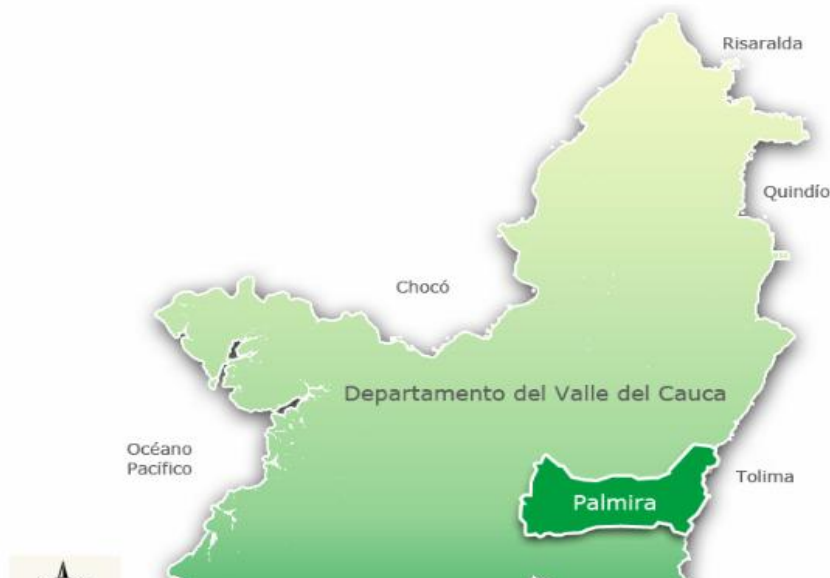 Risaralda
Quindío
Chocó
Departamento del Valle del Cauca
Océano
Pacífico
Tolima
Palmira